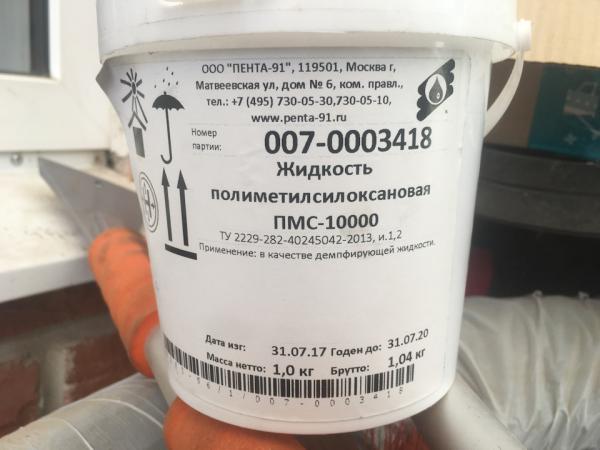 ООО "ПЕНТА-91", 119501, Москва г,
Матвеевская ул, дом № 6, ком. правл.,
тел.: +7 (495) 730-05-30,730-05-10,
www.penta-91.ru
Номер партии: 007-0003418
Жидкость
полиметилсилоксановая
ПМС-10000
ТУ 2229-282-40245042-2013, и.1,2
Применение: в качестве демпфирующей жидкости.
Дата изг: 31.07.17 Годен до: 31.07.20
Масса нетто: 1,0 кг Брутто: 1,04 кг
007-0003418